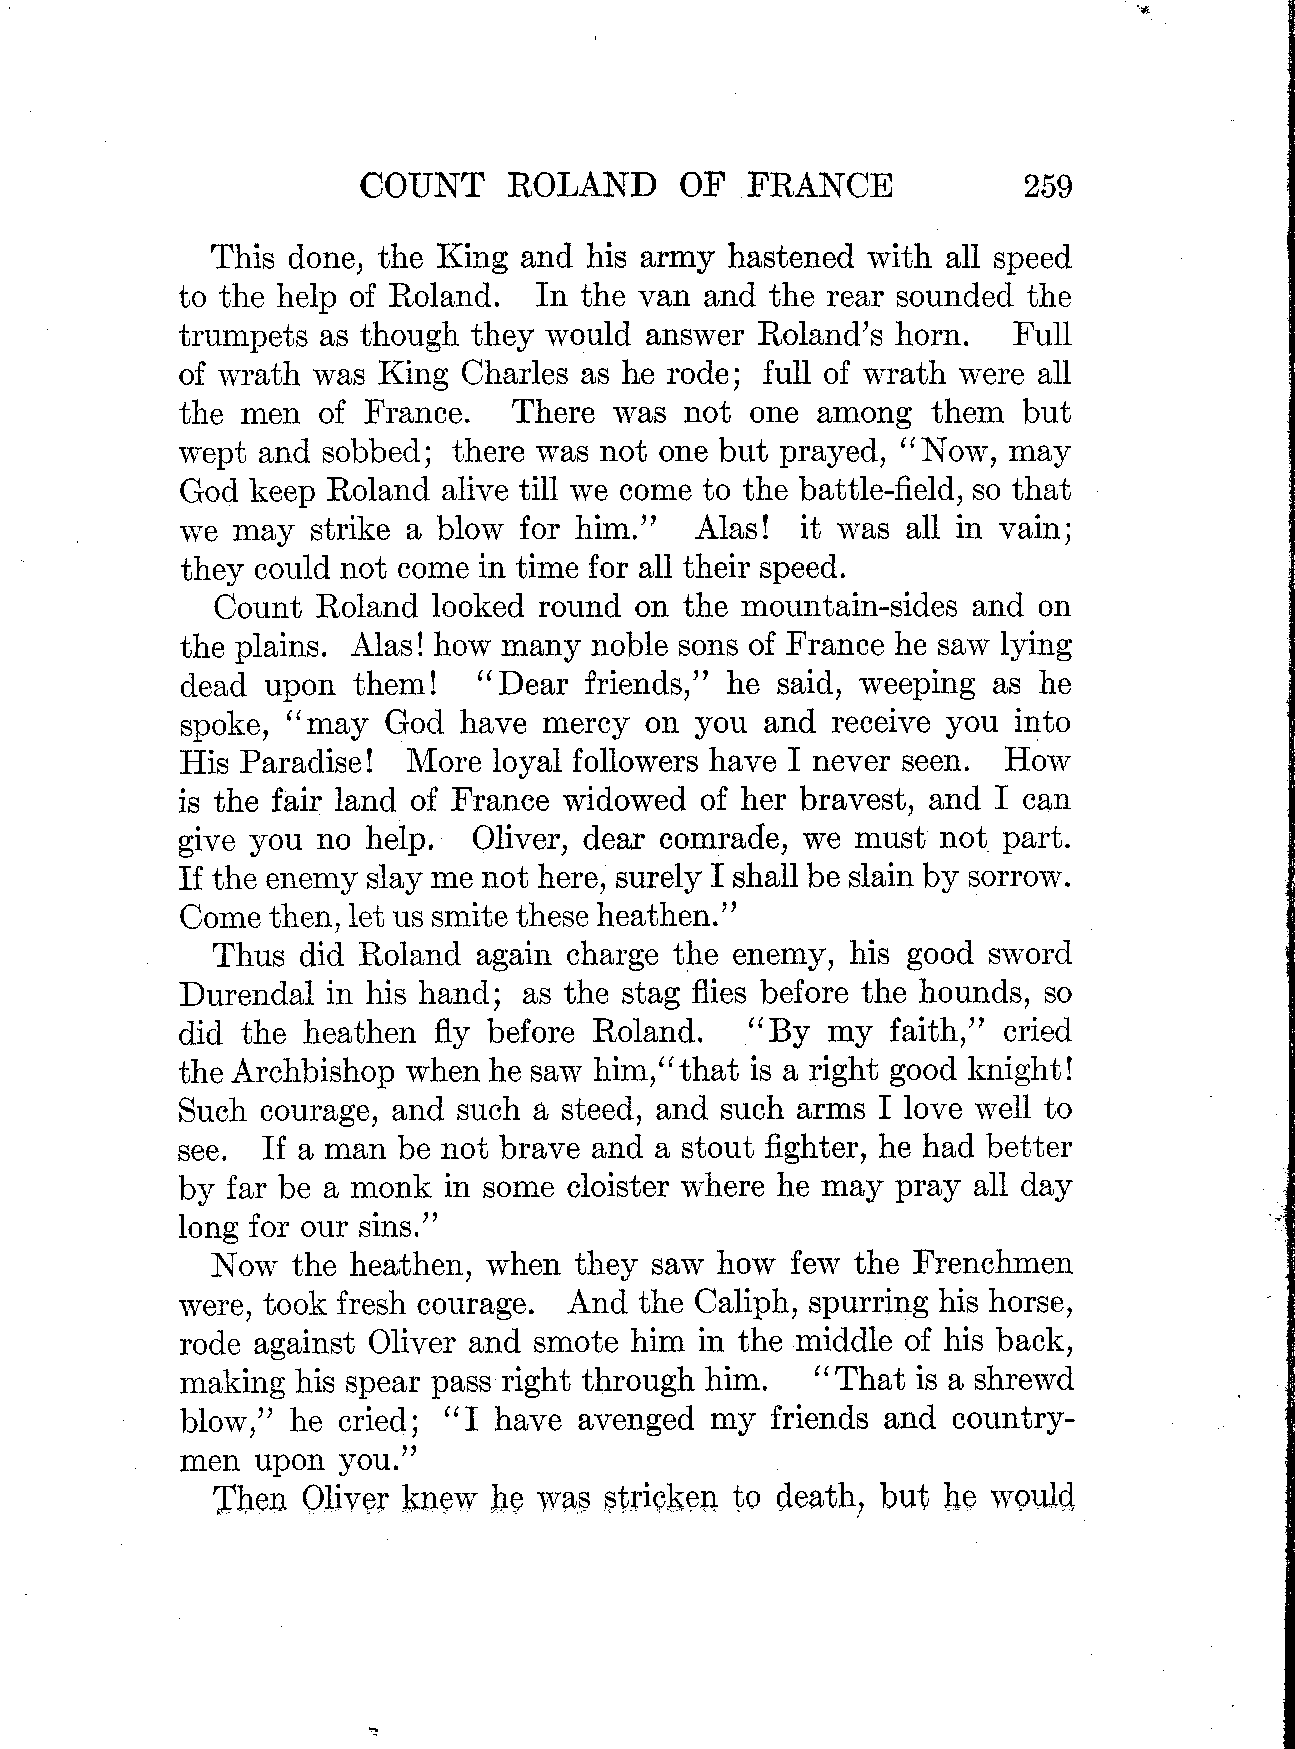 COUNT ROLAND OF FRANCE 259
This done, the King and his army hastened with all speed
to the help of Roland. In the van and the rear sounded the
trumpets as though they would answer Roland's horn. Full
of wrath was King Charles as he rode; full of wrath were all
the men of France. There was not one among them but
wept and sobbed; there was not one but prayed, "Now, may
God keep Roland alive till we come to the battle-field, so that
we may strike a blow for him." Alas! it was all in vain;
they could not come in time for all their speed.
Count Roland looked round on the mountain-sides and on
the plains. Alas! how many noble sons of France he saw lying
dead upon them! "Dear friends," he said, weeping as he
spoke, "may God have mercy on you and receive you into
His Paradise! More loyal followers have I never seen. How
is the fair land of France widowed of her bravest, and I can
give you no help. Oliver, dear comrade, we must not part.
If the enemy slay me not here, surely I shall be slain by sorrow.
Come then, let us smite these heathen."
Thus did Roland again charge the enemy, his good sword
Durendal in his hand; as the stag flies before the hounds, so
did the heathen fly before Roland. "By my faith," cried
the Archbishop when he saw him, "that is a right good knight!
Such courage, and such a steed, and such arms I love well to
see. If a man be not brave and a stout fighter, he had better
by far be a monk in some cloister where he may pray all day
long for our sins."
Now the heathen, when they saw how few the Frenchmen
were, took fresh courage. And the Caliph, spurring his horse,
rode against Oliver and smote him in the middle of his back,
making his spear pass right through him. "That is a shrewd
blow," he cried; "I have avenged my friends and country-
men upon you."
Then Oliver knew he was stricken to death, but he would